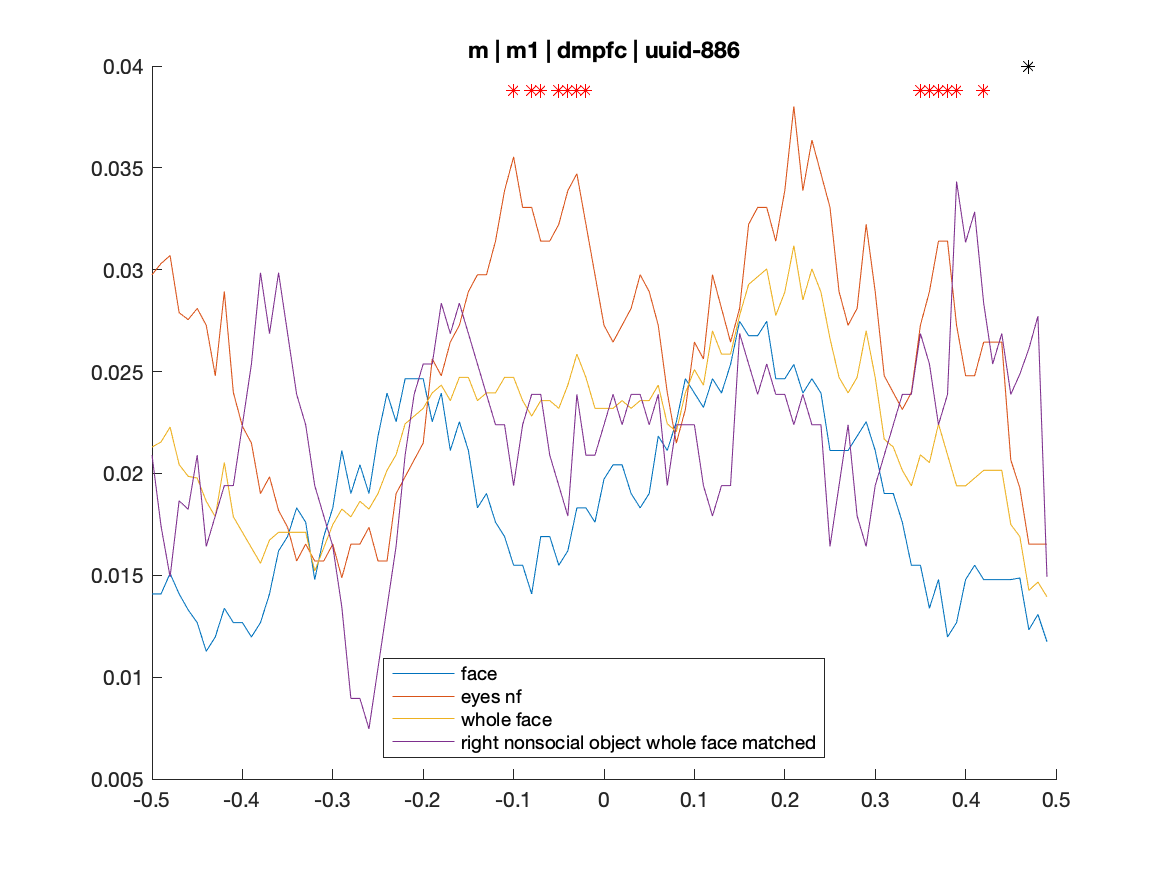 m | m1 | dmpfc | uuid-886
0.04
0.035
0.03
0.025
0.02
0.015
0.01
0.005
-0.5 -0.4 -0.3 -0.2 -0.1 0 0.1 0.2 0.3 0.4 0.5
face
eyes nf
whole face
right nonsocial object whole face matched